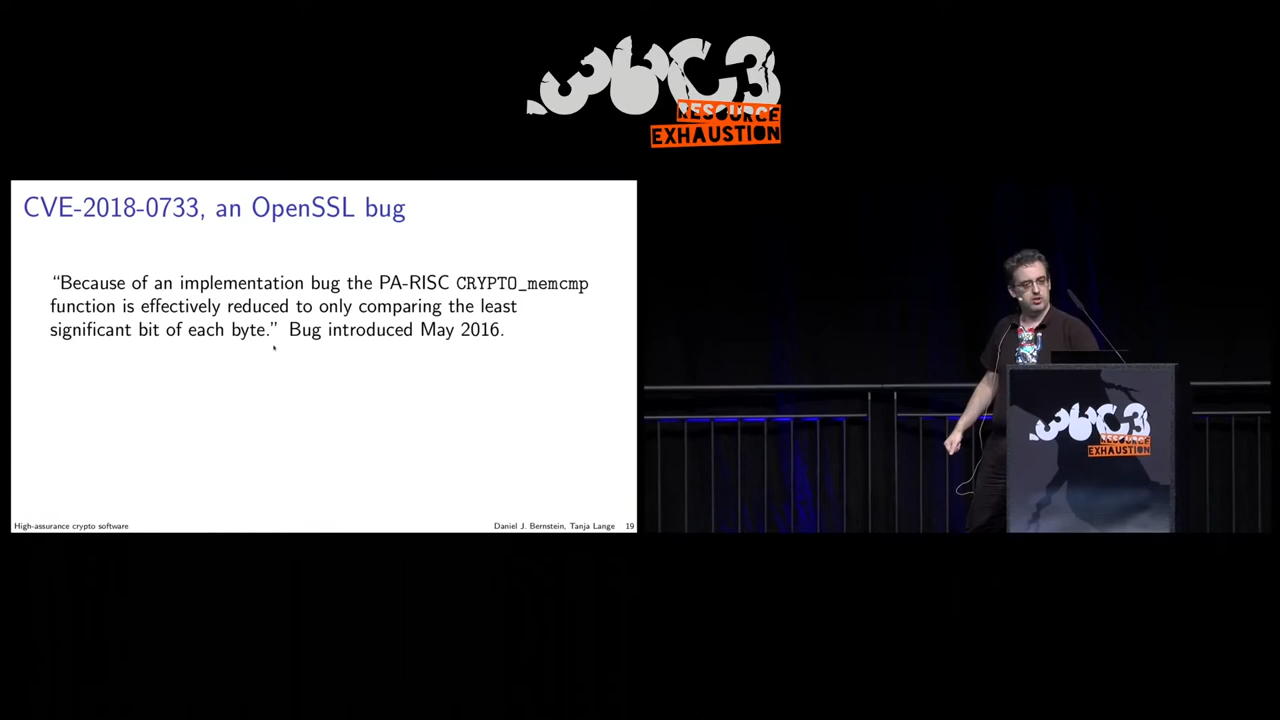 36C3
RESOURCE
EXHAUSTION
CVE-2018-0733, an OpenSSL bug
“Because of an implementation bug the PA-RISC CRYPTO_memcmp
function is effectively reduced to only comparing the least
significant bit of each byte.” Bug introduced May 2016.
High-assurance crypto software
Daniel J. Bernstein, Tanja Lange 19
36C3
RESOURCE
EXHAUSTION